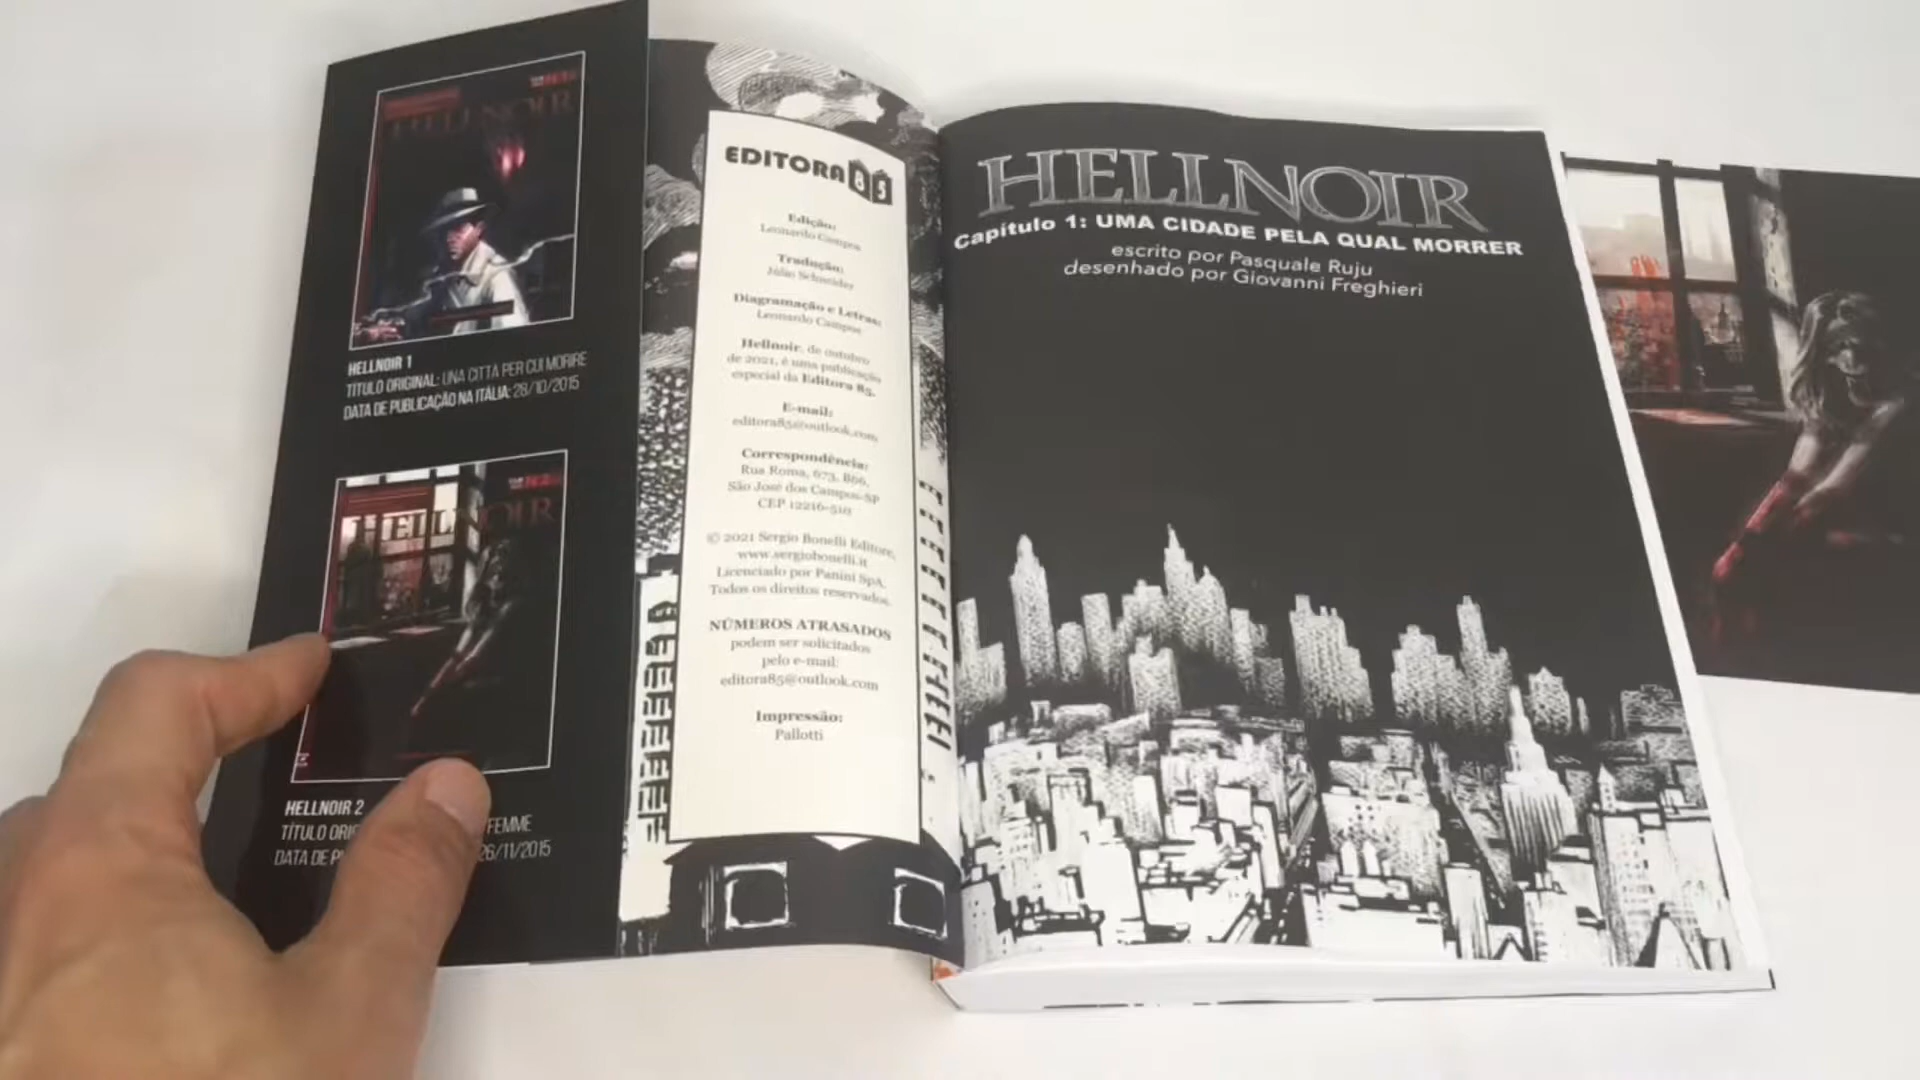 HELLNOIR
HELLNOIR 1
TÍTULO ORIGINAL: UNA CITTÀ PER CUI MORIRE
DATA DE PUBLICAÇÃO NA ITÁLIA: 28/10/2015
HELLNOIR
HELLNOIR 2
TÍTULO FEMME
DATA DE 26/11/2015
EDITORA 85
Edição:
Leonardo Campos
Tradução:
Júlio Schneider
Diagramação e Letras:
Leonardo Campos
Hellnoir, de outubro
de 2021, é uma publicação
especial da Editora 85.
E-mail:
editora85@outlook.com
Correspondência:
Rua Roma, 673, B66,
São José dos Campos-SP
CEP 12216-510
© 2021 Sergio Bonelli Editore,
www.sergiobonelli.it
Licenciado por Panini SpA.
Todos os direitos reservados.
NÚMEROS ATRASADOS
podem ser solicitados
pelo e-mail:
editora85@outlook.com
Impressão:
Pallotti
HELLNOIR
Capítulo 1: UMA CIDADE PELA QUAL MORRER
escrito por Pasquale Ruju
desenhado por Giovanni Freghieri